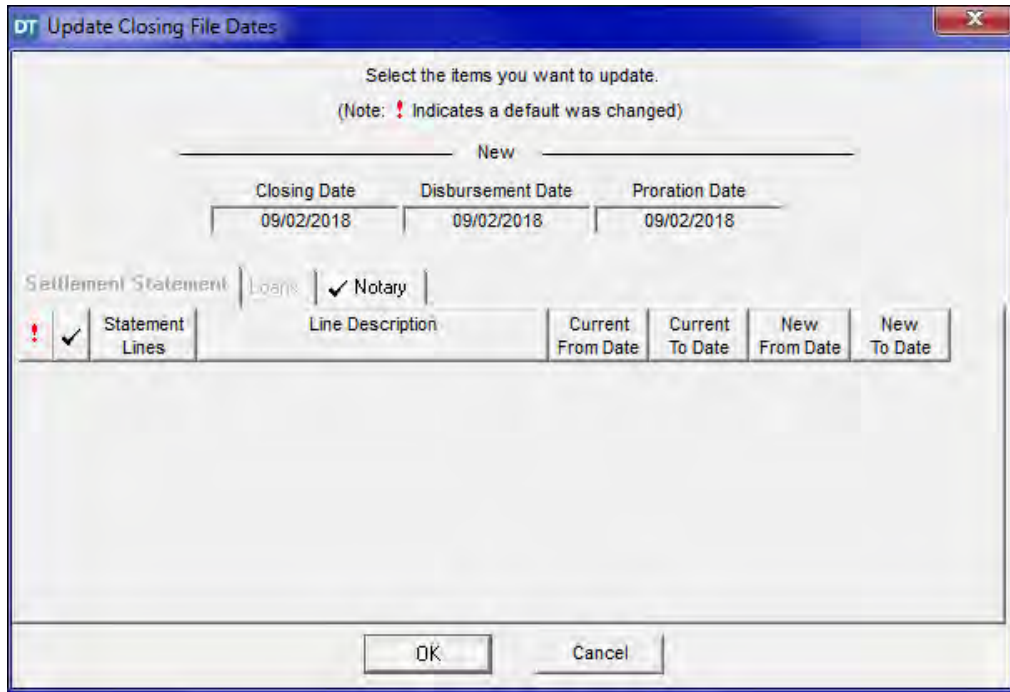 DT Update Closing File Dates
Select the items you want to update.
(Note: ! Indicates a default was changed)
New
Closing Date Disbursement Date Proration Date
09/02/2018 09/02/2018 09/02/2018
Settlement Statement Loans ✓ Notary
! ✓ Statement Lines Line Description Current From Date Current To Date New From Date New To Date
OK Cancel